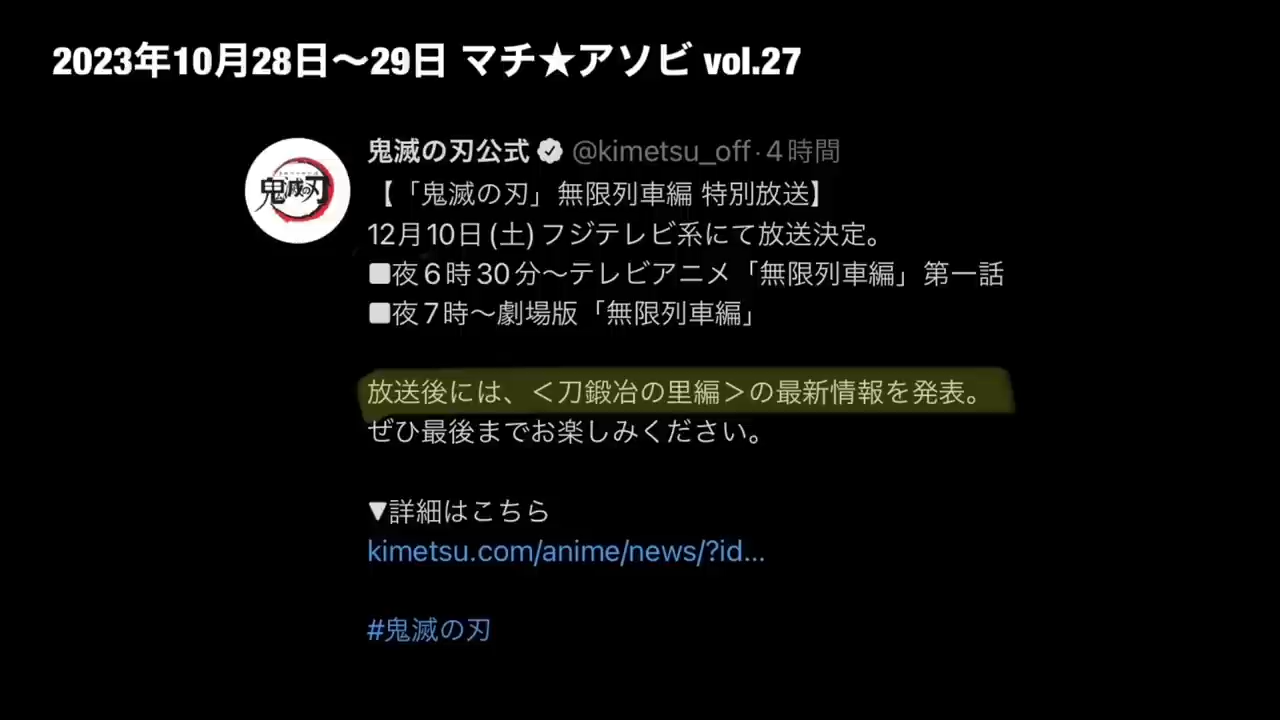 2023年10月28日〜29日 マチ★アソビ vol.27
鬼滅の刃公式 @kimetsu_off·4時間
鬼滅の刃
【「鬼滅の刃」無限列車編 特別放送】
12月10日(土)フジテレビ系にて放送決定。
■夜6時30分〜テレビアニメ「無限列車編」第一話
■夜7時〜劇場版「無限列車編」
放送後には、＜刀鍛冶の里編＞の最新情報を発表。
ぜひ最後までお楽しみください。
▼詳細はこちら
kimetsu.com/anime/news/?id...
#鬼滅の刃